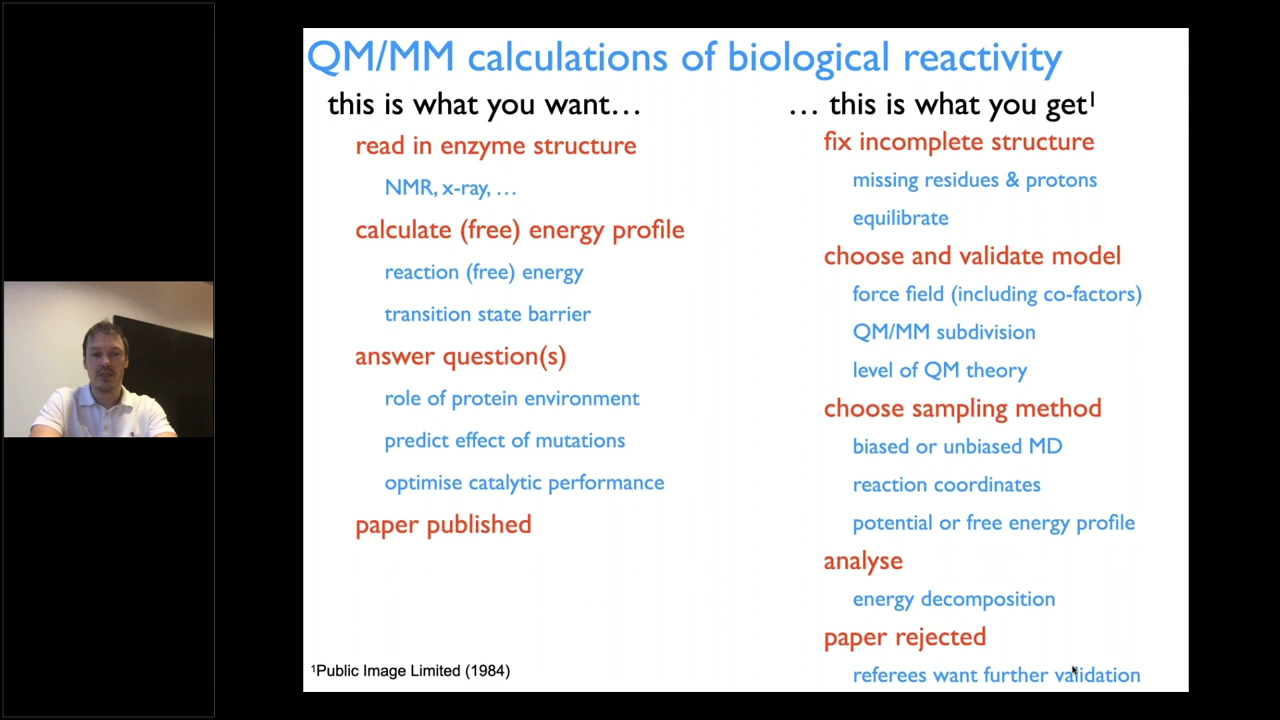 QM/MM calculations of biological reactivity
this is what you want…
read in enzyme structure
NMR, x-ray, …
calculate (free) energy profile
reaction (free) energy
transition state barrier
answer question(s)
role of protein environment
predict effect of mutations
optimise catalytic performance
paper published
… this is what you get¹
fix incomplete structure
missing residues & protons
equilibrate
choose and validate model
force field (including co-factors)
QM/MM subdivision
level of QM theory
choose sampling method
biased or unbiased MD
reaction coordinates
potential or free energy profile
analyse
energy decomposition
paper rejected
referees want further validation
¹Public Image Limited (1984)